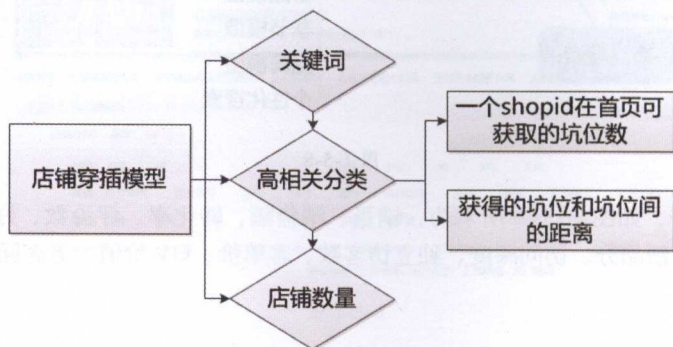 关键词
店铺穿插模型
高相关分类
店铺数量
一个shopid在首页可
获取的坑位数
获得的坑位和坑位间
的距离